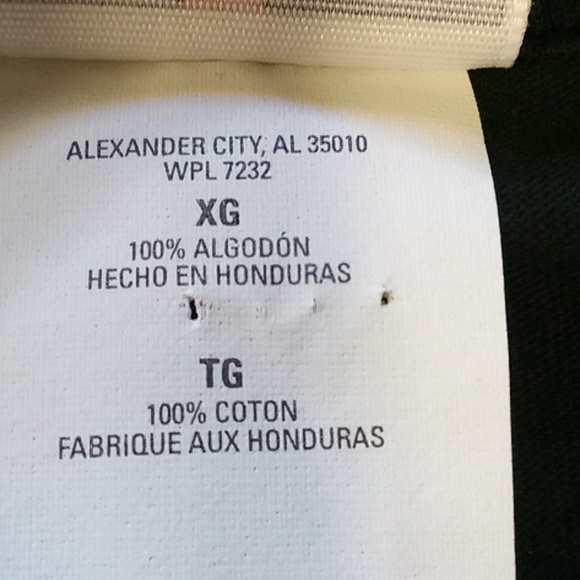 ALEXANDER CITY, AL 35010
WPL 7232
XG
100% ALGODÓN
HECHO EN HONDURAS
TG
100% COTON
FABRIQUE AUX HONDURAS